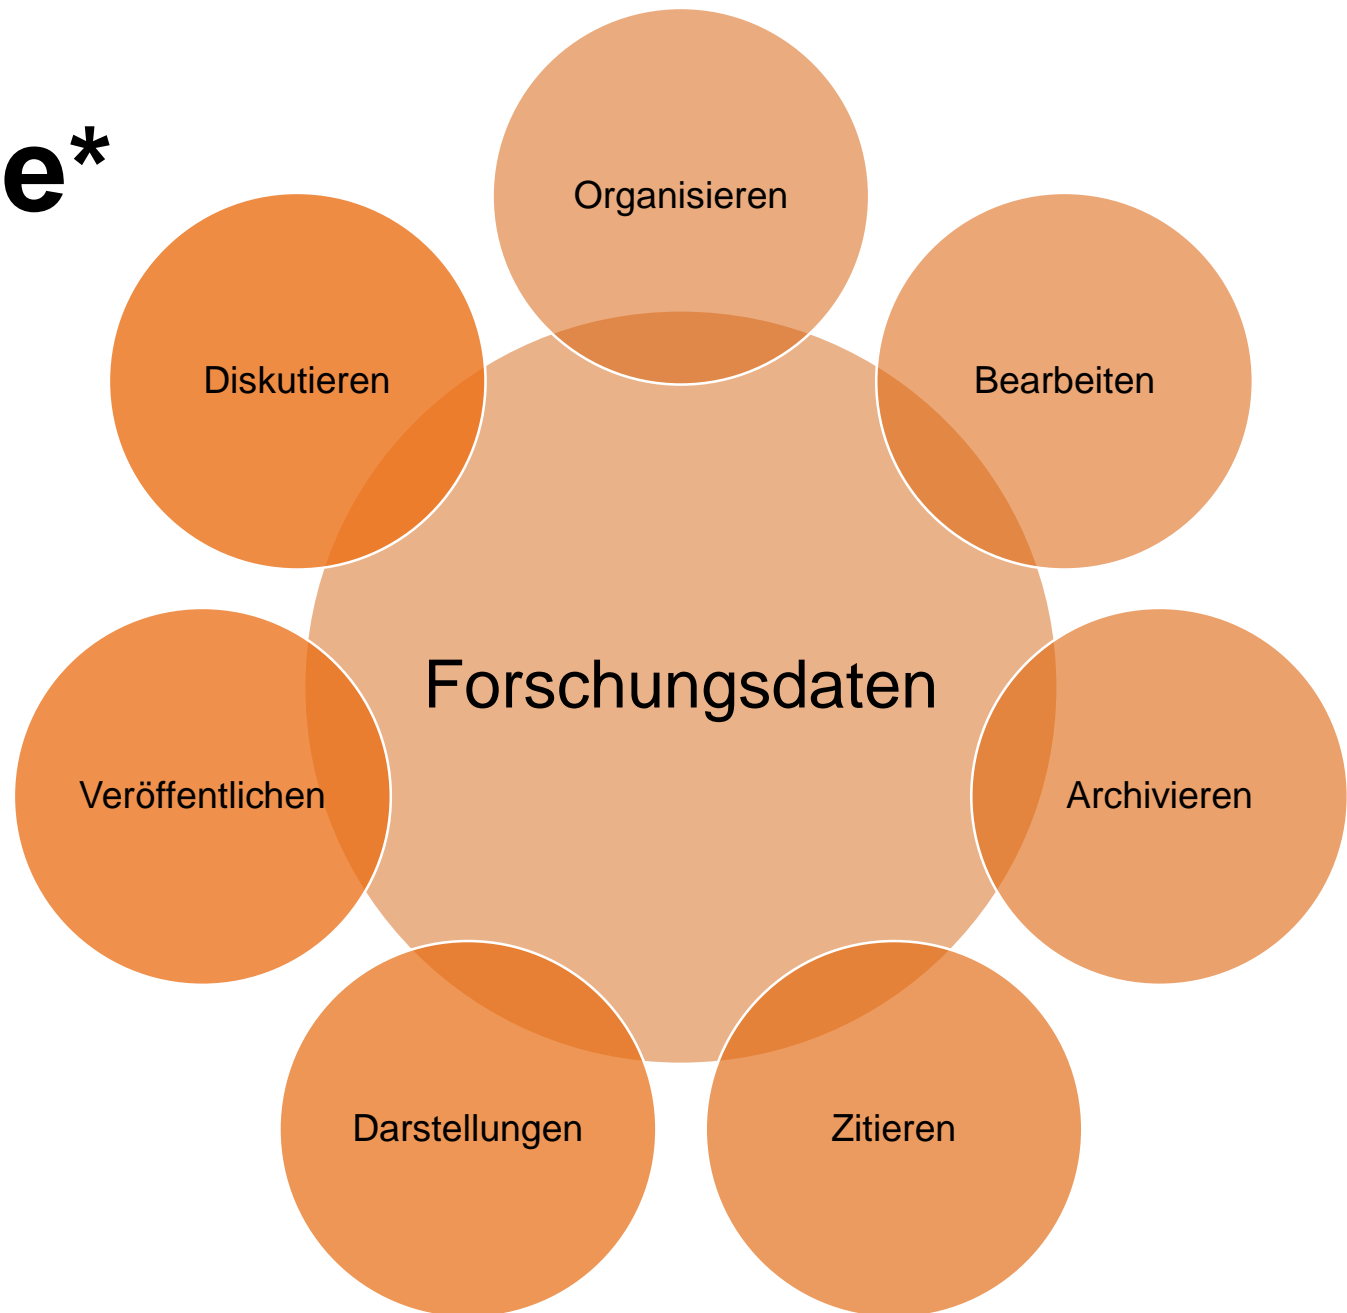 e*
Organisieren
Diskutieren
Bearbeiten
Forschungsdaten
Veröffentlichen
Archivieren
Darstellungen
Zitieren